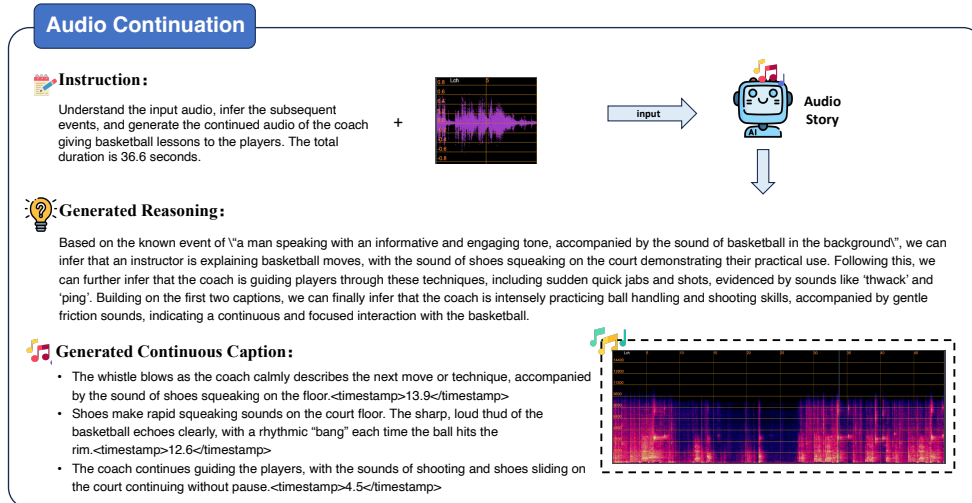 Audio Continuation
Instruction:
Understand the input audio, infer the subsequent
events, and generate the continued audio of the coach
giving basketball lessons to the players. The total
duration is 36.6 seconds.
+
input
AI
Audio
Story
Generated Reasoning:
Based on the known event of \“a man speaking with an informative and engaging tone, accompanied by the sound of basketball in the background\”, we can
infer that an instructor is explaining basketball moves, with the sound of shoes squeaking on the court demonstrating their practical use. Following this, we
can further infer that the coach is guiding players through these techniques, including sudden quick jabs and shots, evidenced by sounds like ‘thwack’ and
‘ping’. Building on the first two captions, we can finally infer that the coach is intensely practicing ball handling and shooting skills, accompanied by gentle
friction sounds, indicating a continuous and focused interaction with the basketball.
Generated Continuous Caption:
• The whistle blows as the coach calmly describes the next move or technique, accompanied
by the sound of shoes squeaking on the floor.<timestamp>13.9</timestamp>
• Shoes make rapid squeaking sounds on the court floor. The sharp, loud thud of the
basketball echoes clearly, with a rhythmic “bang” each time the ball hits the
rim.<timestamp>12.6</timestamp>
• The coach continues guiding the players, with the sounds of shooting and shoes sliding on
the court continuing without pause.<timestamp>4.5</timestamp>